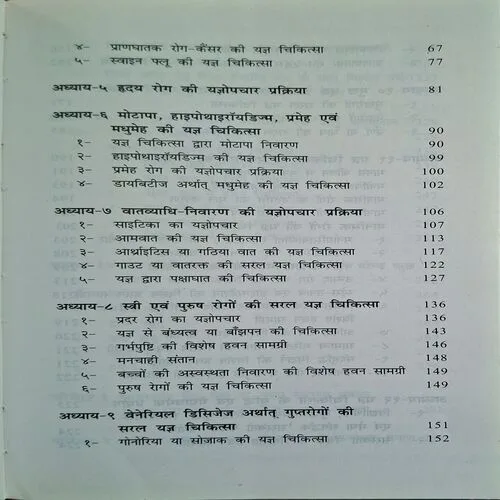 ४- प्राणघातक रोग-कैंसर की यज्ञ चिकित्सा 67
५- स्वाइन फ्लू की यज्ञ चिकित्सा 77
अध्याय-५ हृदय रोग की यज्ञोपचार प्रक्रिया 81
अध्याय-६ मोटापा, हाइपोथाइरॉयडिज्म, प्रमेह एवं
मधुमेह की यज्ञ चिकित्सा 90
१- यज्ञ चिकित्सा द्वारा मोटापा निवारण 90
२- हाइपोथाइरॉयडिज्म की यज्ञ चिकित्सा 99
३- प्रमेह रोग की यज्ञोपचार प्रक्रिया 100
४- डायबिटीज अर्थात् मधुमेह की यज्ञ चिकित्सा 102
अध्याय-७ वातव्याधि-निवारण की यज्ञोपचार प्रक्रिया 106
१- साइटिका का यज्ञोपचार 107
२- आमवात की यज्ञ चिकित्सा 113
३- आर्थ्राइटिस या गठिया वात की यज्ञ चिकित्सा 117
४- गाउट या वातरक्त की सरल यज्ञ चिकित्सा 122
५- यज्ञ द्वारा पक्षाघात की चिकित्सा 127
अध्याय-८ स्त्री एवं पुरुष रोगों की सरल यज्ञ चिकित्सा 136
१- प्रदर रोग का यज्ञोपचार 136
२- यज्ञ से बंध्यत्व या बाँझपन की चिकित्सा 143
३- गर्भपुष्टि की विशेष हवन सामग्री 146
४- मनचाही संतान 148
५- बच्चों की अस्वस्थता निवारण की विशेष हवन सामग्री 149
६- पुरुष रोगों की यज्ञ चिकित्सा 149
अध्याय-९ वेनेरियल डिसिजेज अर्थात् गुप्तरोगों की
सरल यज्ञ चिकित्सा 151
१- गोनोरिया या सोजाक की यज्ञ चिकित्सा 152